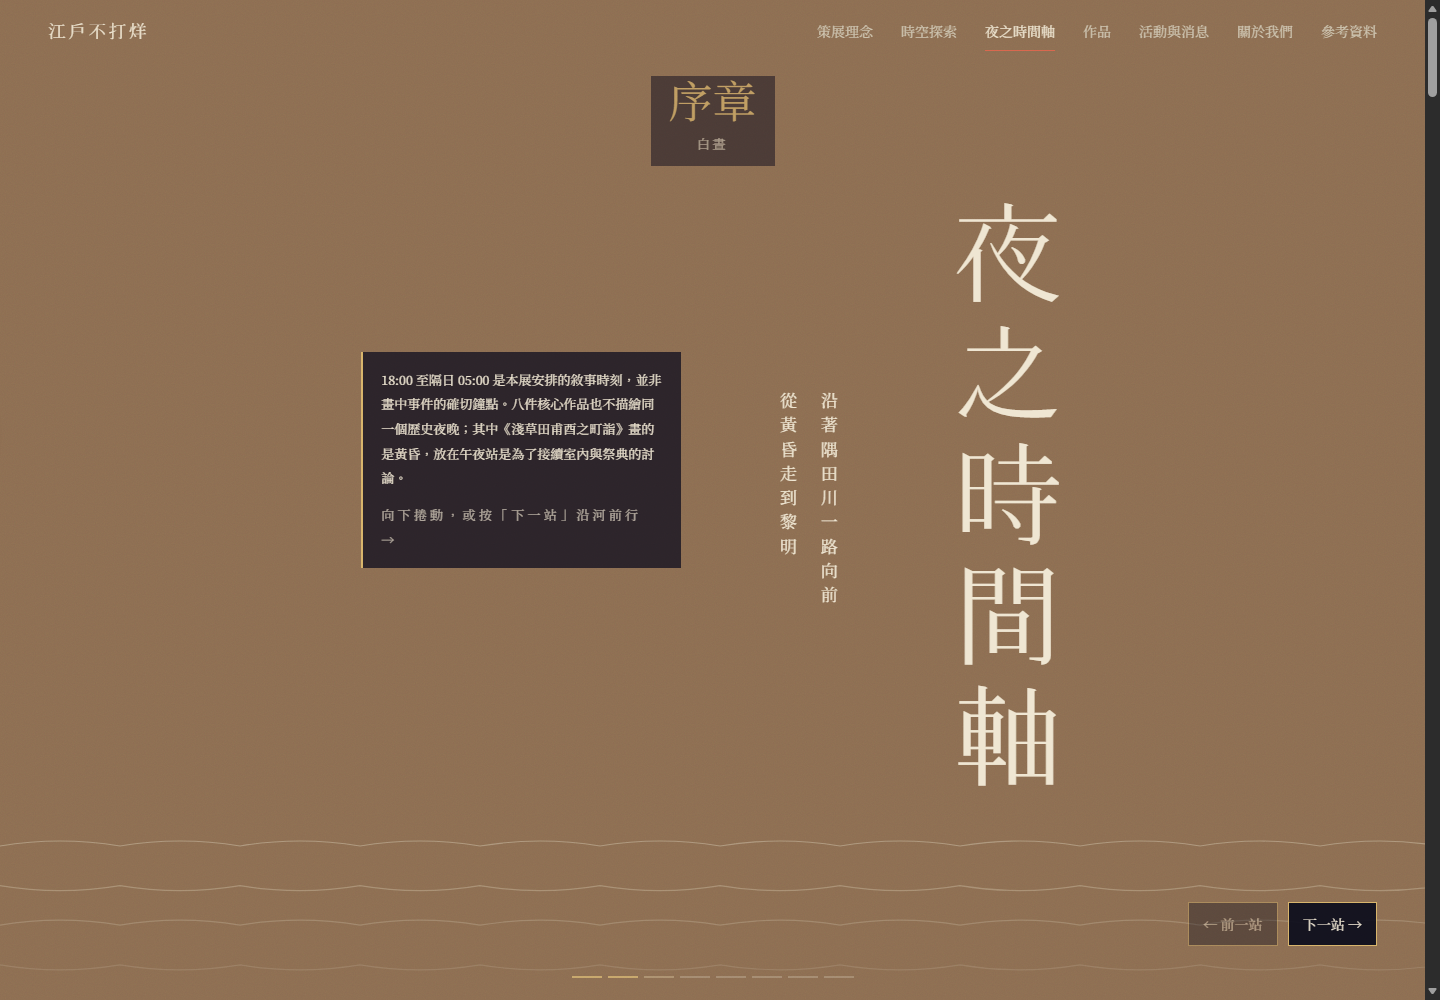 江戶不打烊
策展理念 時空探索 夜之時間軸 作品 活動與消息 關於我們 參考資料
序章
白晝
夜之時間軸
沿著隅田川一路向前
從黃昏走到黎明
18:00 至隔日 05:00 是本展安排的敘事時刻，並非
畫中事件的確切鐘點。八件核心作品也不描繪同
一個歷史夜晚；其中《淺草田甫酉之町詣》畫的
是黃昏，放在午夜站是為了接續室內與祭典的討
論。
向下捲動，或按「下一站」沿河前行
→
← 前一站
下一站 →